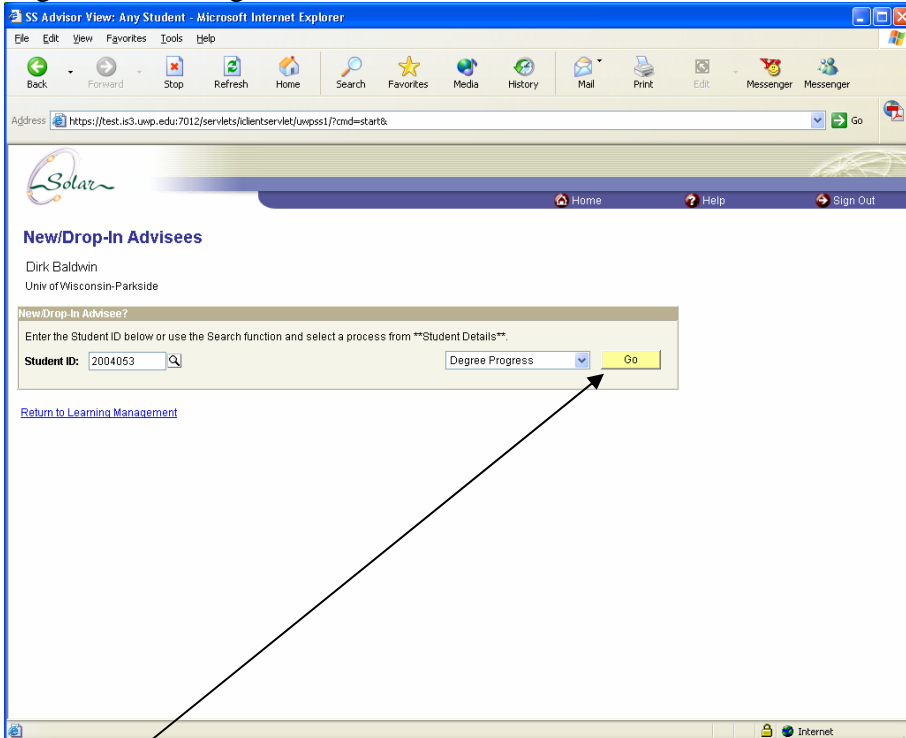 SS Advisor View: Any Student - Microsoft Internet Explorer
File Edit View Favorites Tools Help
Back Forward Stop Refresh Home Search Favorites Media History Mail Print Edit Messenger Messenger
Address https://test.is3.uwp.edu:7012/servlets/iclientservlet/uwpss1/?cmd=start& Go
Solar
Home Help Sign Out
New/Drop-In Advisees
Dirk Baldwin
Univ of Wisconsin-Parkside
New/Drop-In Advisee?
Enter the Student ID below or use the Search function and select a process from **Student Details**.
Student ID: 2004053 Degree Progress Go
Return to Learning Management
Internet